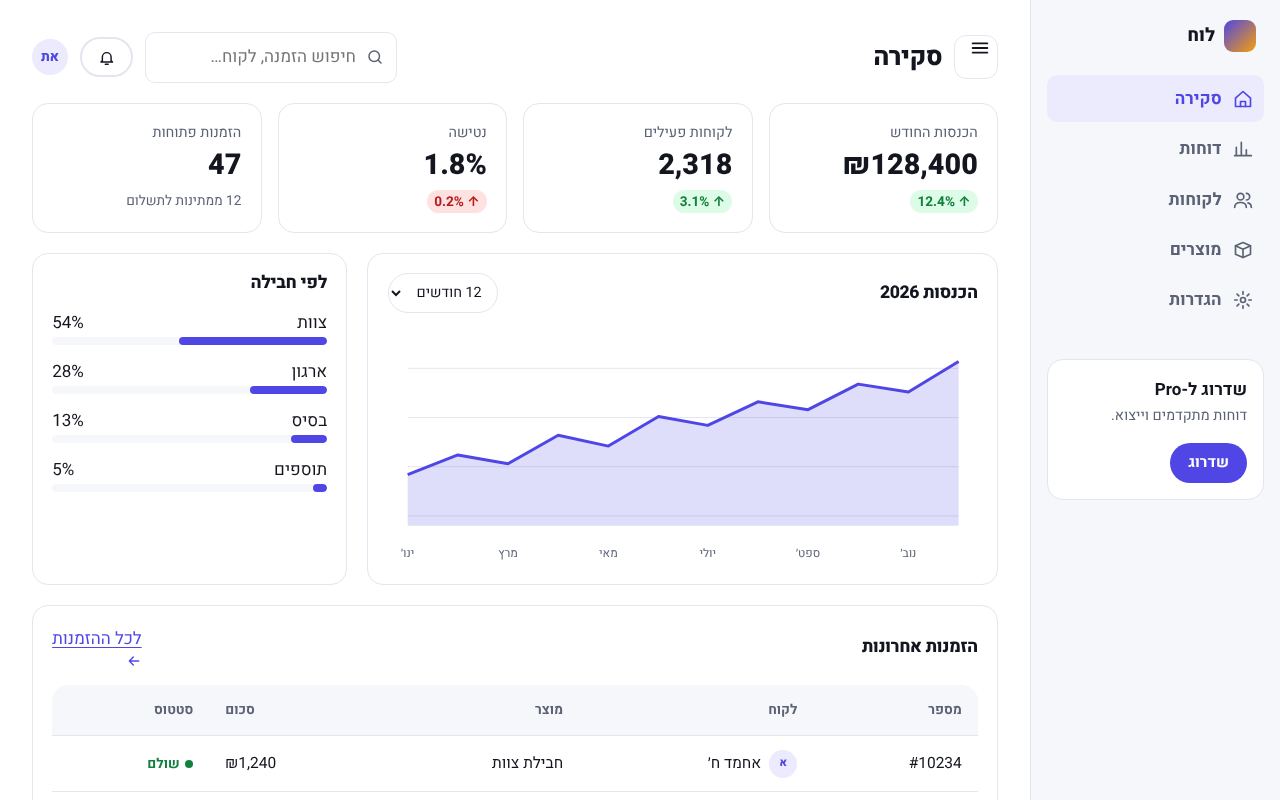 לוח
סקירה
דוחות
לקוחות
מוצרים
הגדרות
שדרוג ל-Pro
דוחות מתקדמים וייצוא.
שדרוג
סקירה
חיפוש הזמנה, לקוח...
את
הכנסות החודש
₪128,400
↑ 12.4%
לקוחות פעילים
2,318
↑ 3.1%
נטישה
1.8%
↑ 0.2%
הזמנות פתוחות
47
12 ממתינות לתשלום
הכנסות 2026
12 חודשים
ינו׳ מרץ מאי יולי ספט׳ נוב׳
לפי חבילה
צוות 54%
ארגון 28%
בסיס 13%
תוספים 5%
הזמנות אחרונות
לכל ההזמנות
←
מספר לקוח מוצר סכום סטטוס
#10234 א אחמד ח׳ חבילת צוות ₪1,240 שולם